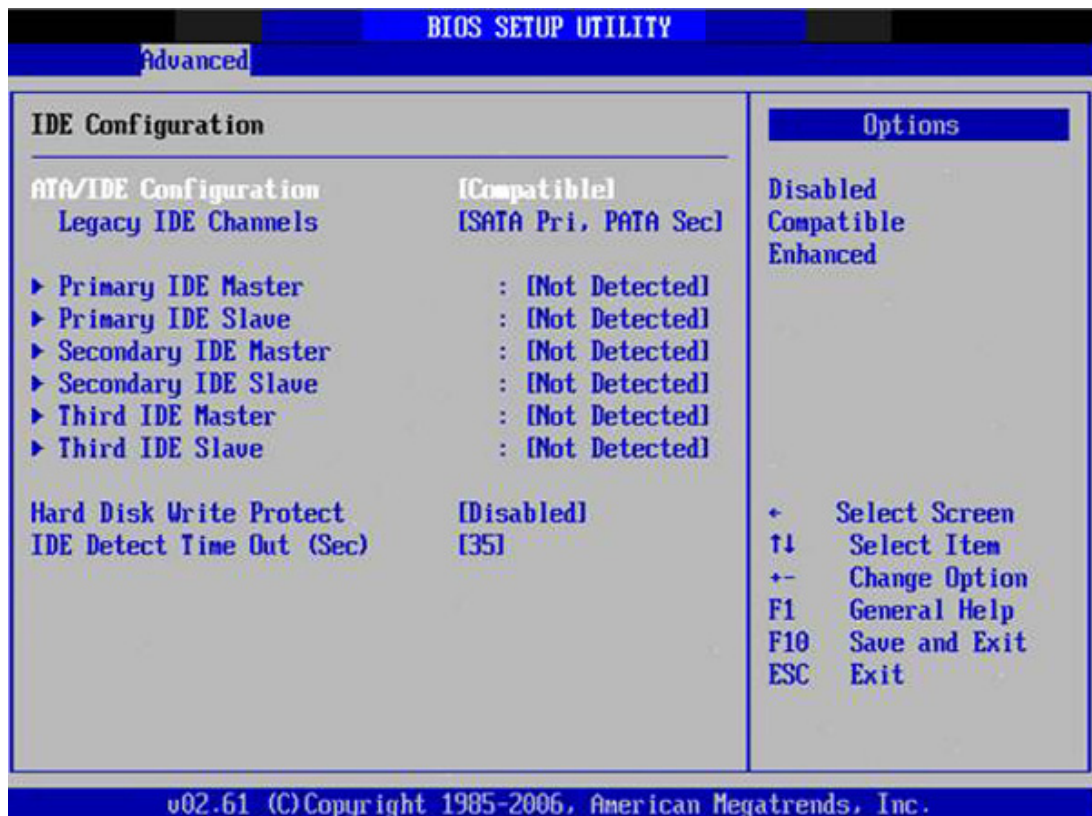 BIOS SETUP UTILITY
Advanced
IDE Configuration
ATA/IDE Configuration [Compatible]
Legacy IDE Channels [SATA Pri, PATA Sec]
▶ Primary IDE Master : [Not Detected]
▶ Primary IDE Slave : [Not Detected]
▶ Secondary IDE Master : [Not Detected]
▶ Secondary IDE Slave : [Not Detected]
▶ Third IDE Master : [Not Detected]
▶ Third IDE Slave : [Not Detected]
Hard Disk Write Protect [Disabled]
IDE Detect Time Out (Sec) [35]
Options
Disabled
Compatible
Enhanced
← Select Screen
↑↓ Select Item
+- Change Option
F1 General Help
F10 Save and Exit
ESC Exit
v02.61 (C)Copyright 1985-2006, American Megatrends, Inc.